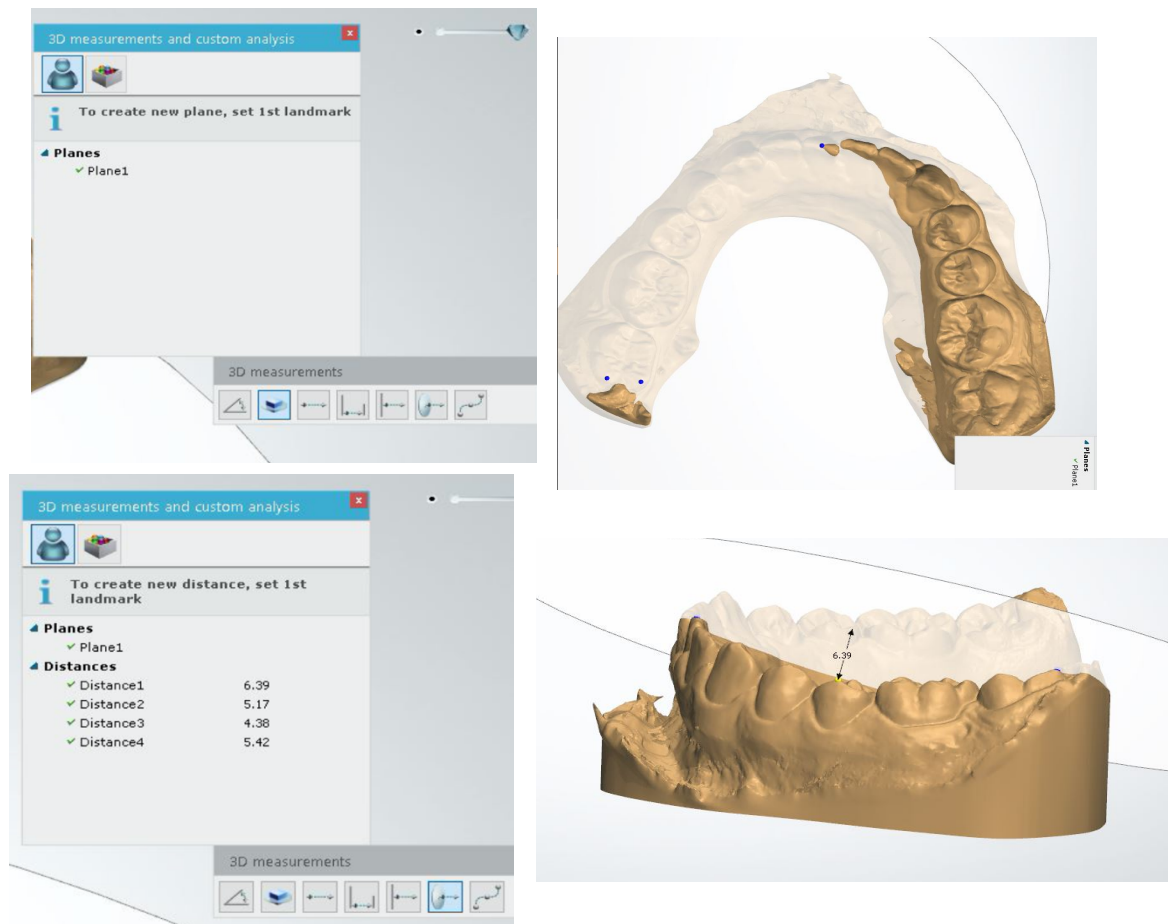 3D measurements and custom analysis
To create new plane, set 1st landmark
Planes
Plane1
3D measurements
Planes
Plane1
3D measurements and custom analysis
To create new distance, set 1st
landmark
Planes
Plane1
Distances
Distance1 6.39
Distance2 5.17
Distance3 4.38
Distance4 5.42
3D measurements
6.39